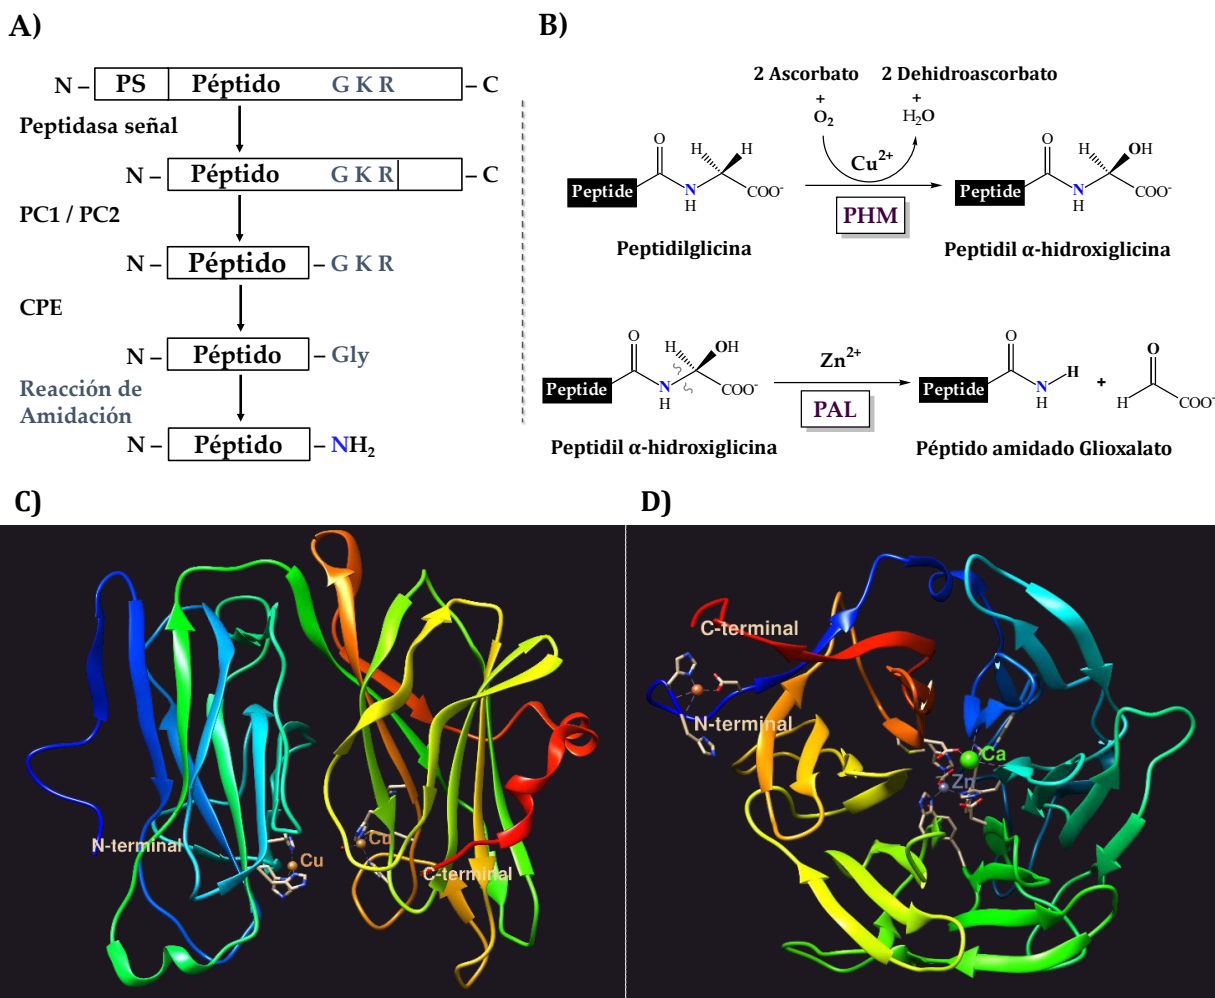 A)
N – PS Péptido G K R – C
Peptidasa señal
N – Péptido G K R – C
PC1 / PC2
N – Péptido – G K R
CPE
N – Péptido – Gly
Reacción de
Amidación
N – Péptido – NH₂
B)
2 Ascorbato 2 Dehidroascorbato
+ +
O₂ H₂O
Cu²⁺
PHM
O H H N H COO⁻
Peptide
Peptidilglicina
O H OH N H COO⁻
Peptide
Peptidil α-hidroxiglicina
O H OH N H COO⁻
Peptide
Peptidil α-hidroxiglicina
Zn²⁺
PAL
O N H H + O H COO⁻
Peptide
Péptido amidado Glioxalato
C)
N-terminal
Cu
Cu
C-terminal
D)
C-terminal
N-terminal
Ca
Zn